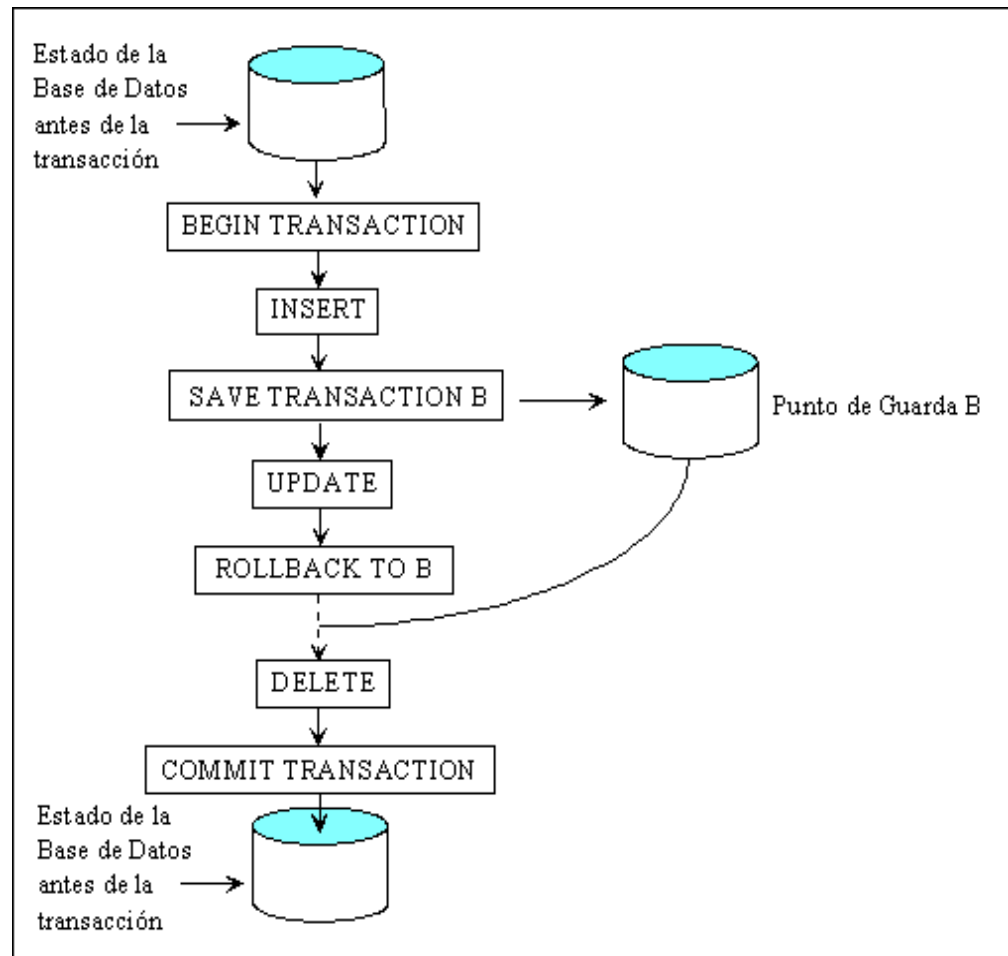 Estado de la
Base de Datos
antes de la
transacción
BEGIN TRANSACTION
INSERT
SAVE TRANSACTION B
Punto de Guarda B
UPDATE
ROLLBACK TO B
DELETE
COMMIT TRANSACTION
Estado de la
Base de Datos
antes de la
transacción